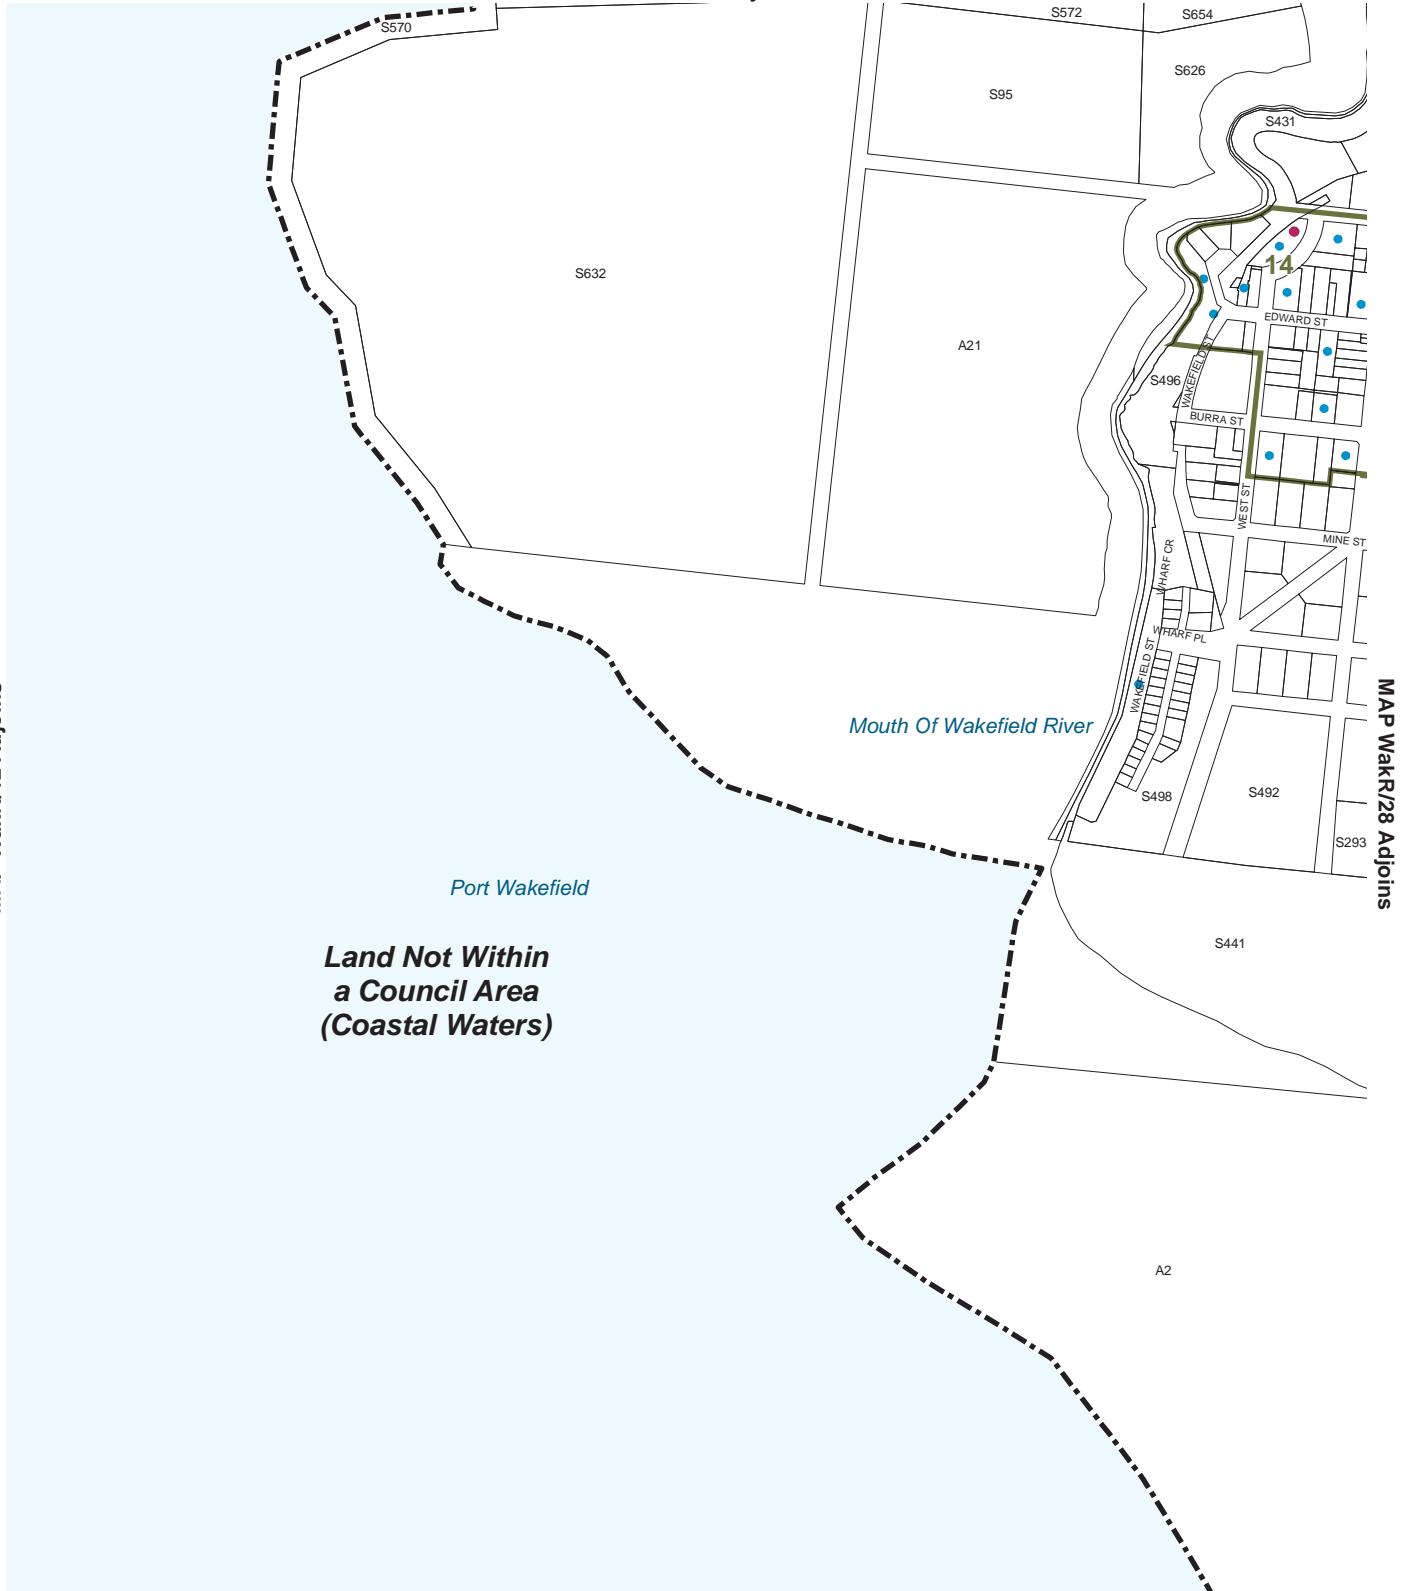 S570
S572
S654
S626
S95
S431
S632
14
EDWARD ST
A21
S496
WAKEFIELD ST
BURRA ST
WEST ST
MINE ST
WHARF CR
WHARF PL
WAKEFIELD ST
Mouth Of Wakefield River
MAP WakR/28 Adjoins
S498
S492
S293
Port Wakefield
S441
Land Not Within
a Council Area
(Coastal Waters)
A2